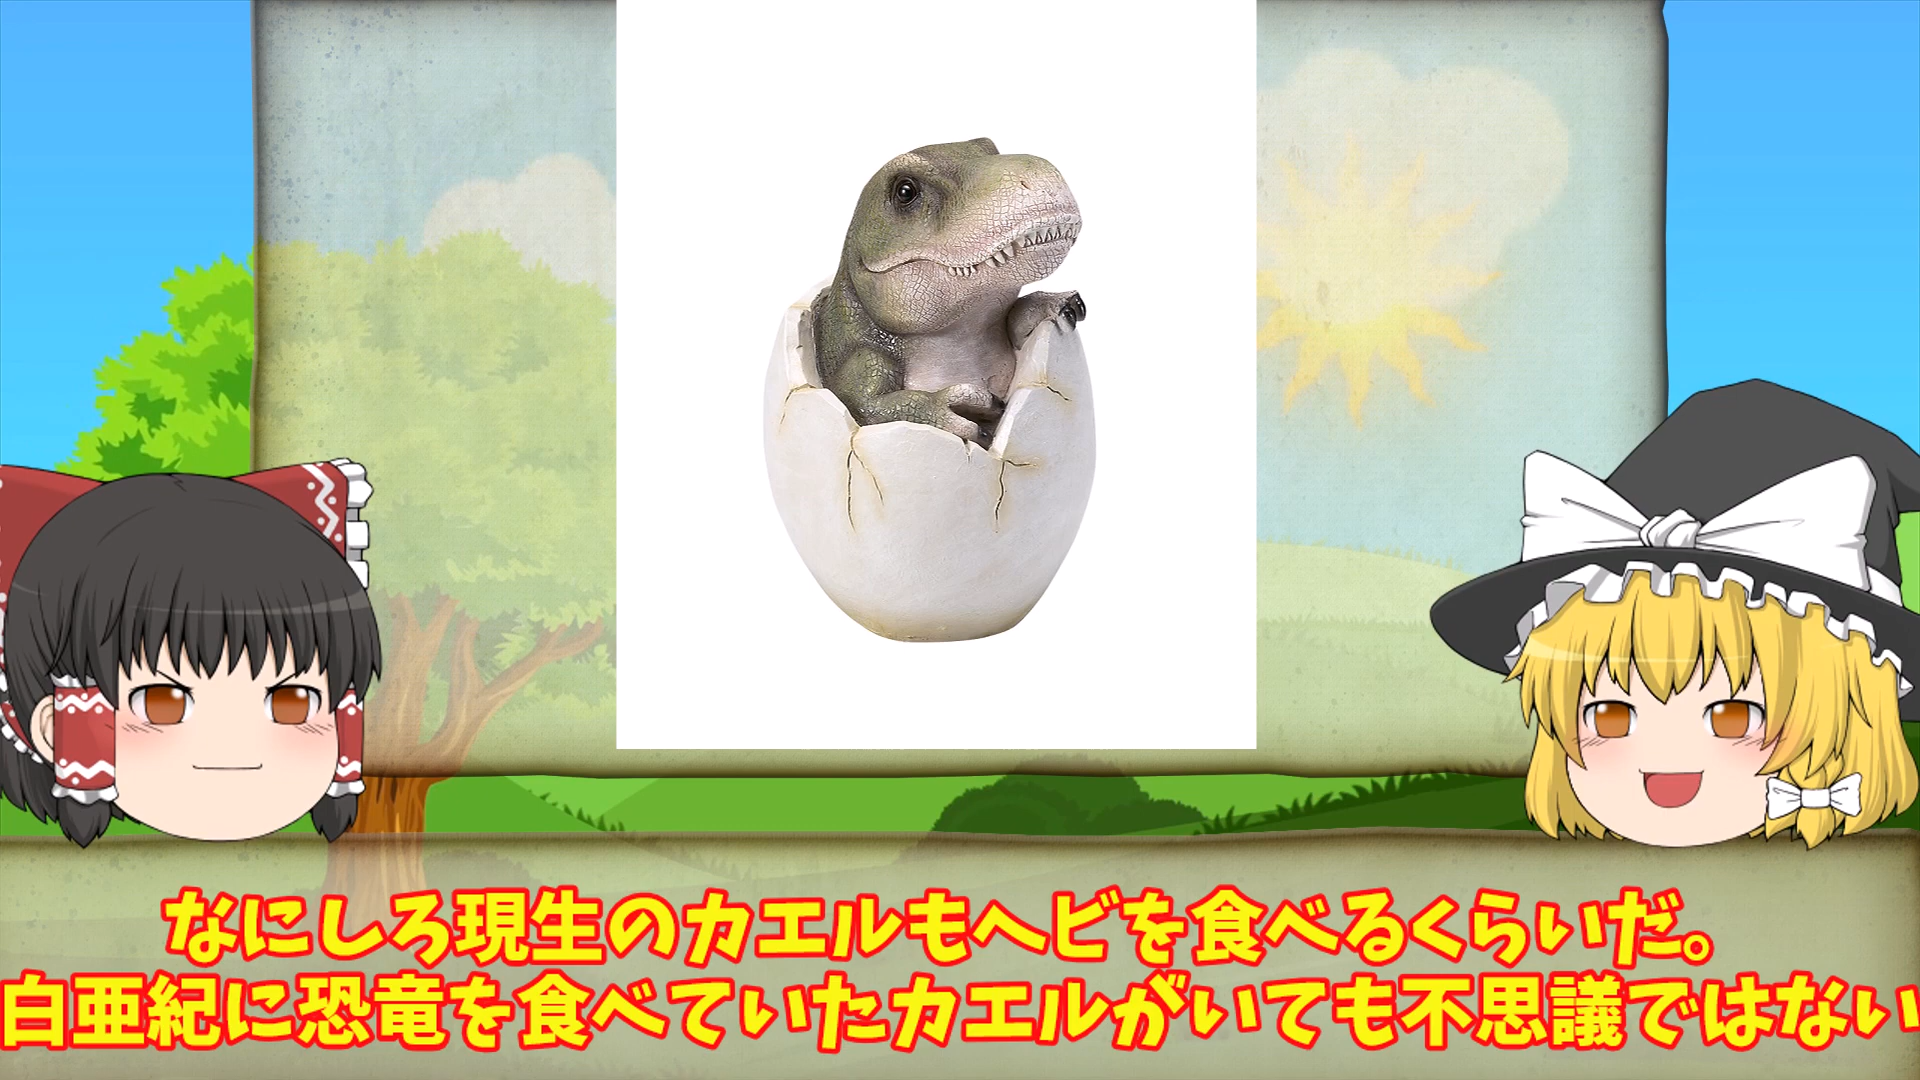 なにしろ現生のカエルもヘビを食べるくらいだ。
白亜紀に恐竜を食べていたカエルがいても不思議ではない